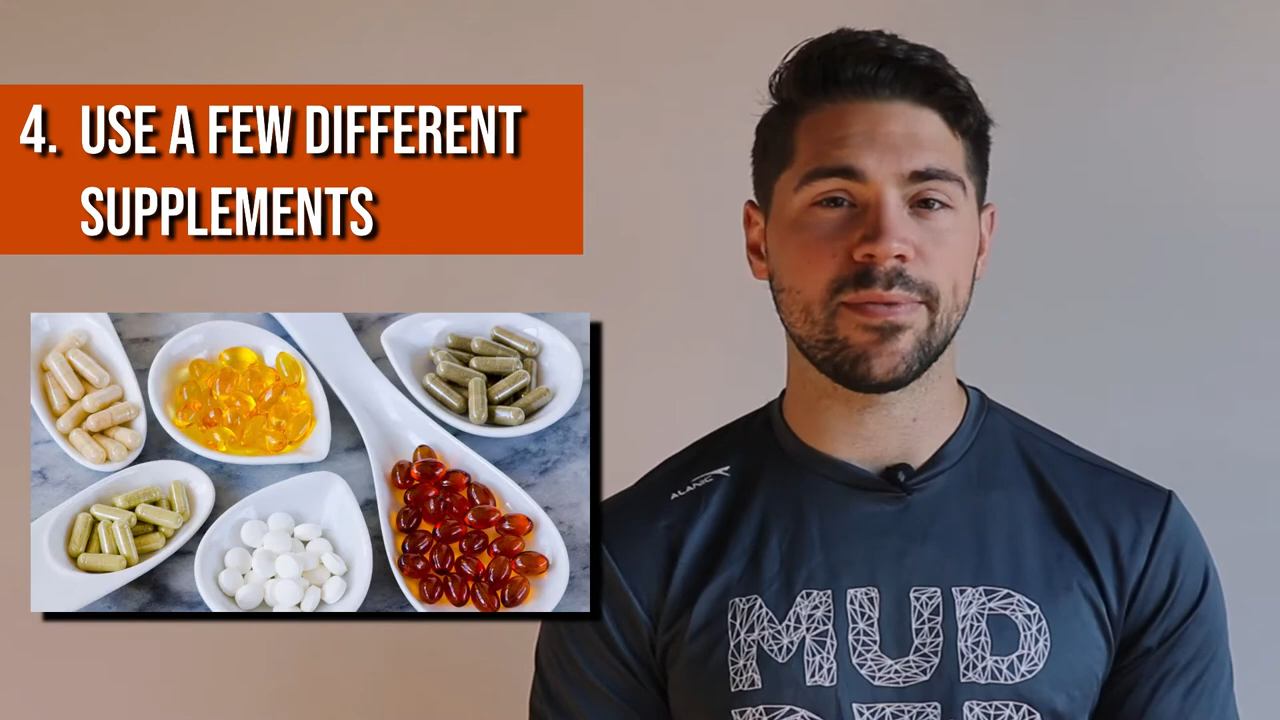 4. USE A FEW DIFFERENT
SUPPLEMENTS
ALANIC
MUD